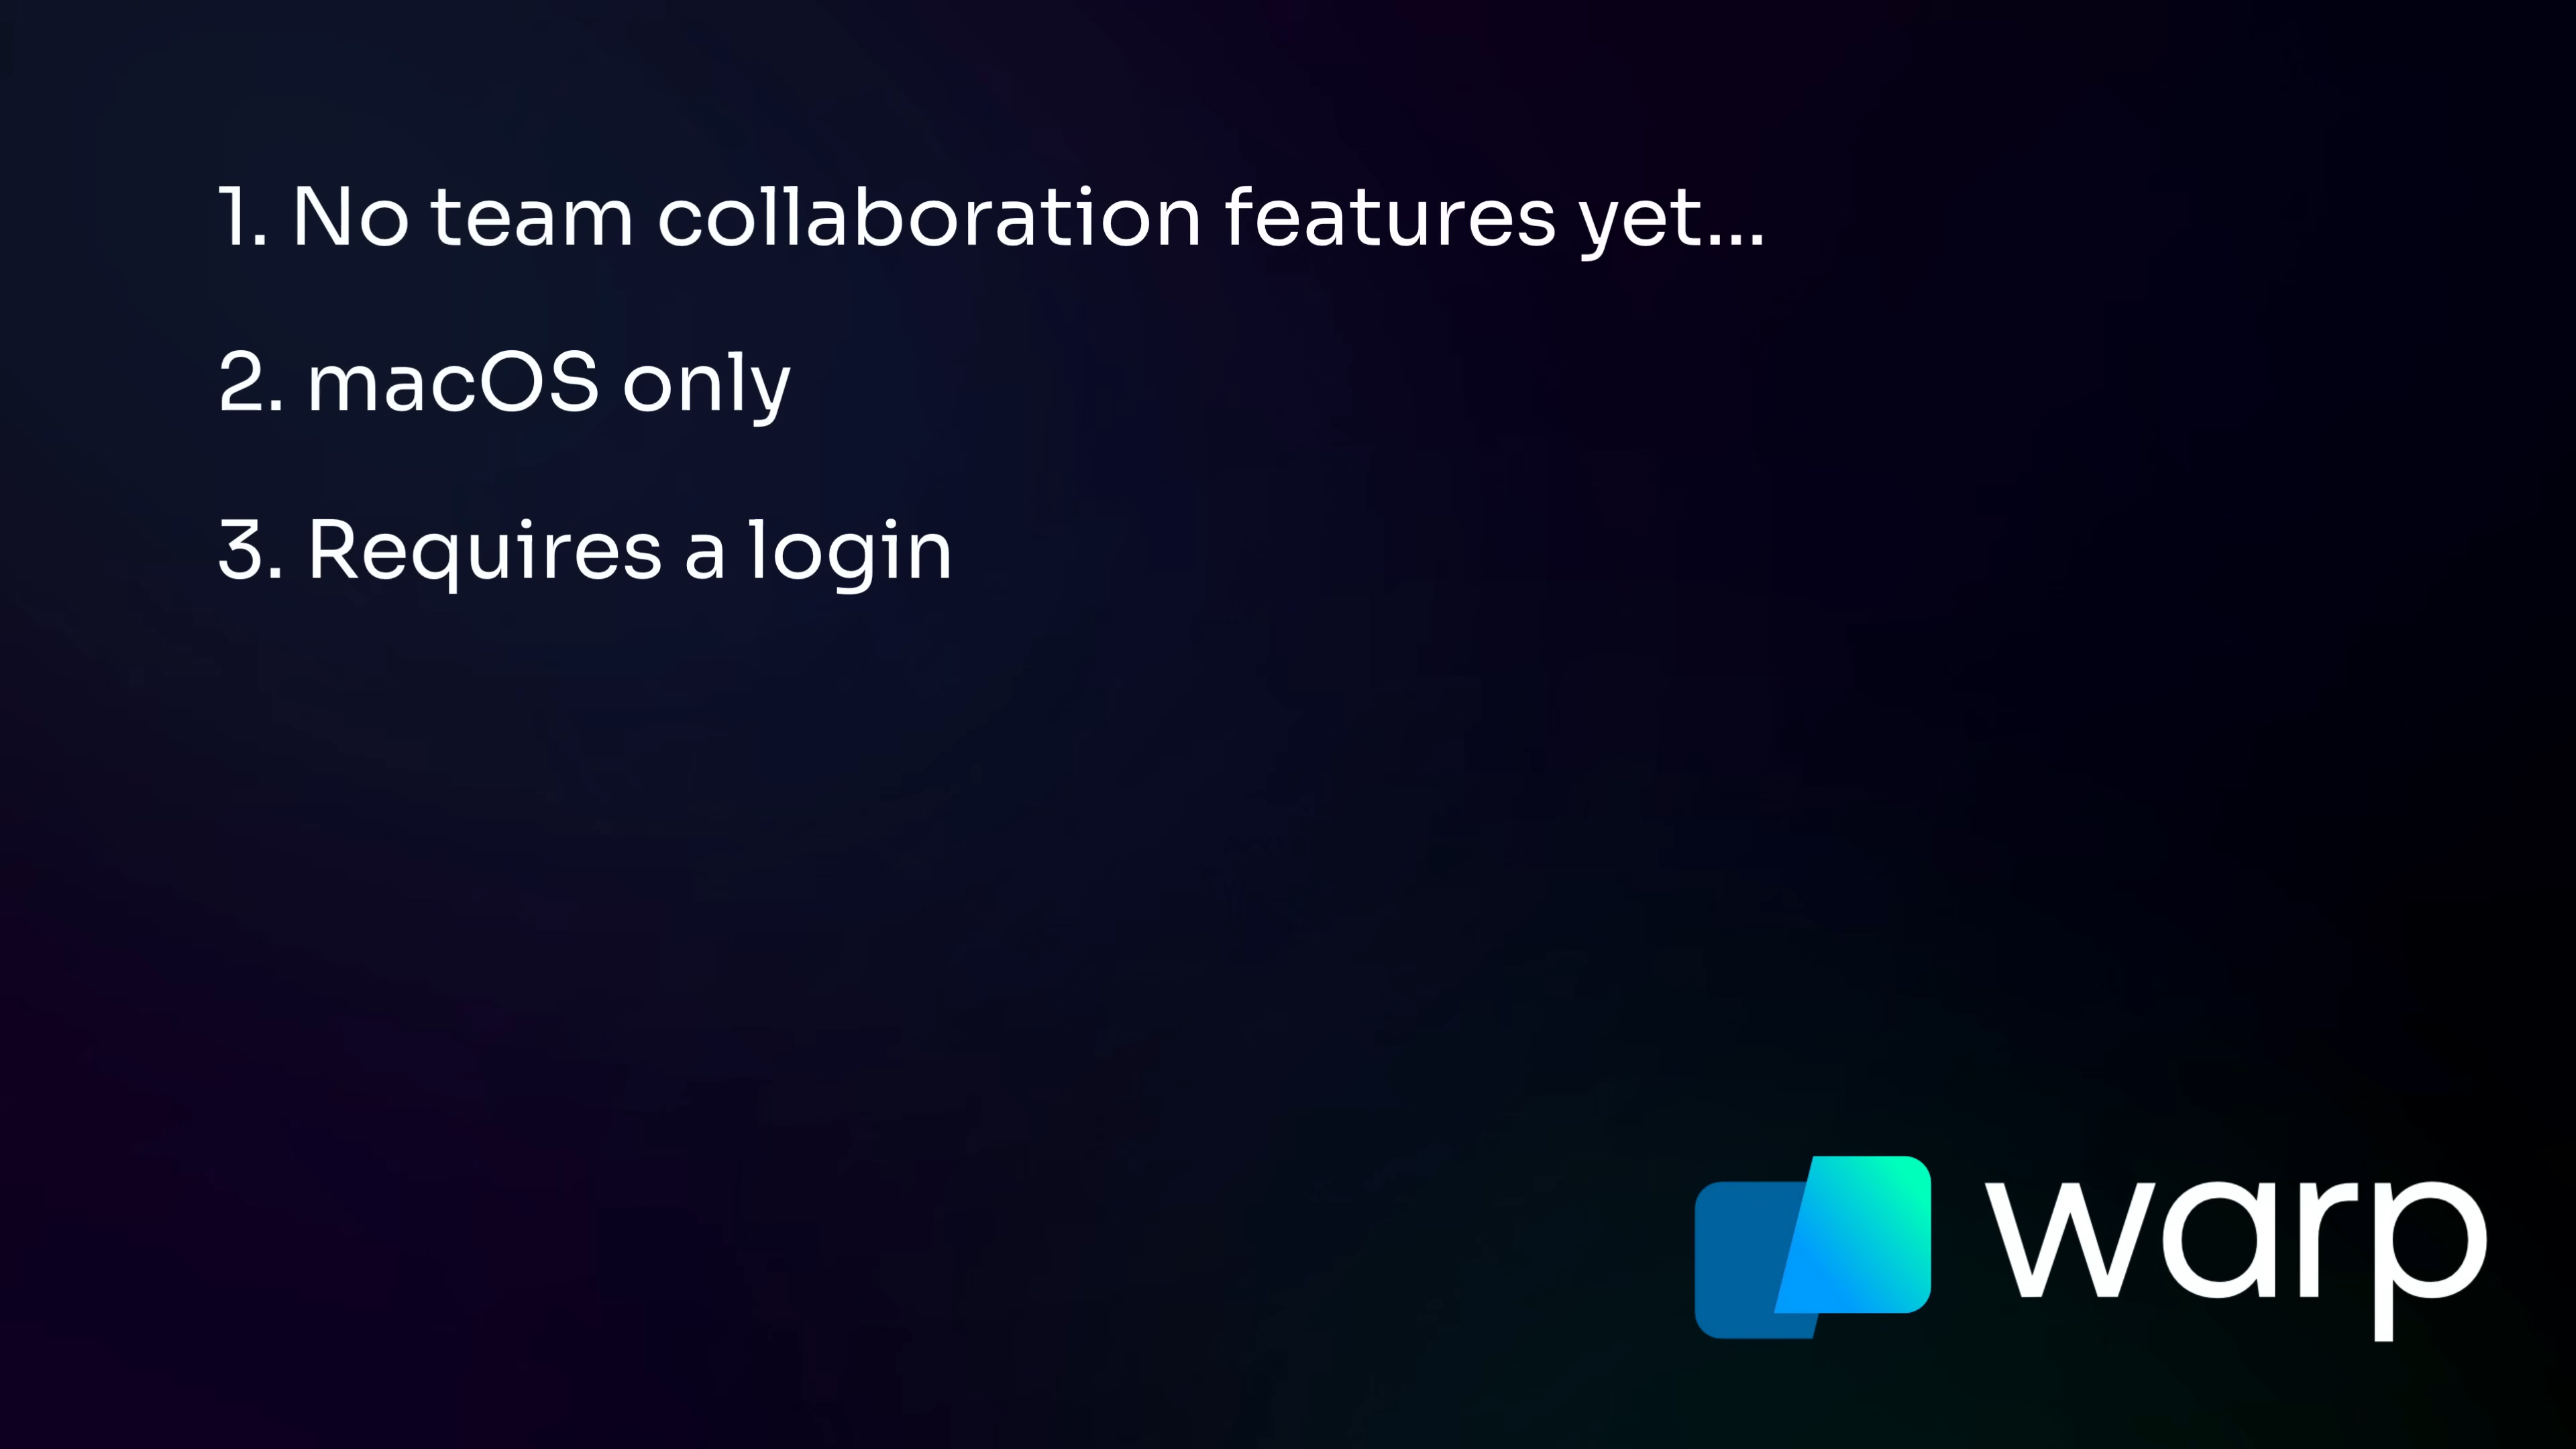 1. No team collaboration features yet...
2. macOS only
3. Requires a login
warp